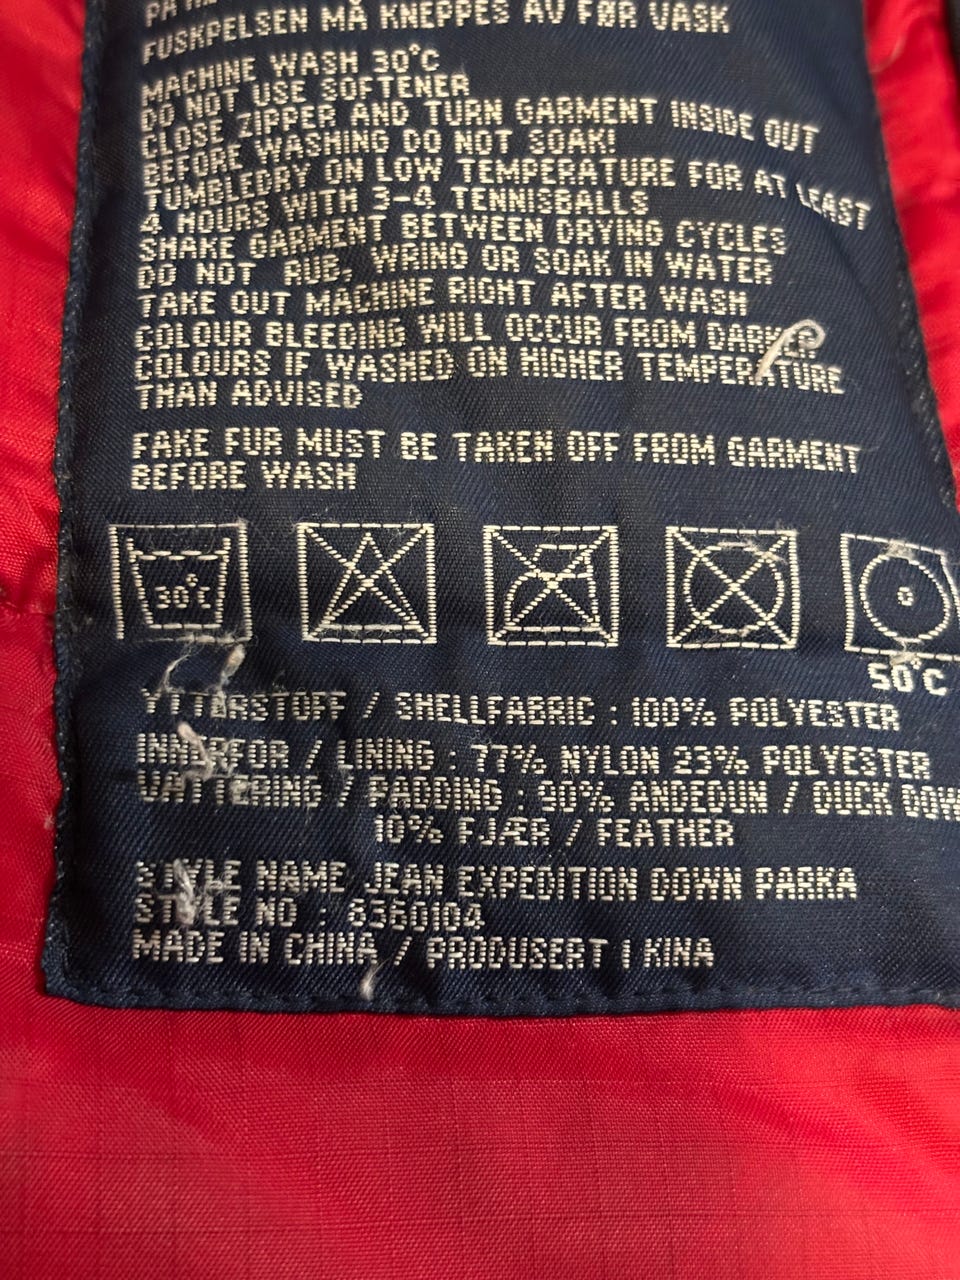 FUSKPELSEN MÅ KNEPPES AV FØR VASK
MACHINE WASH 30°C
DO NOT USE SOFTENER
CLOSE ZIPPER AND TURN GARMENT INSIDE OUT
BEFORE WASHING DO NOT SOAK!
TUMBLEDRY ON LOW TEMPERATURE FOR AT LEAST
4 HOURS WITH 3-4 TENNISBALLS
SHAKE GARMENT BETWEEN DRYING CYCLES
DO NOT RUB, WRING OR SOAK IN WATER
TAKE OUT MACHINE RIGHT AFTER WASH
COLOUR BLEEDING WILL OCCUR FROM DARKER
COLOURS IF WASHED ON HIGHER TEMPERATURE
THAN ADVISED
FAKE FUR MUST BE TAKEN OFF FROM GARMENT
BEFORE WASH
30°C
50°C
YTTERSTOFF / SHELLFABRIC : 100% POLYESTER
INNERFOR / LINING : 77% NYLON 23% POLYESTER
VATTERING / PADDING : 90% ANDEDUN / DUCK DOWN
10% FJÆR / FEATHER
STYLE NAME JEAN EXPEDITION DOWN PARKA
STYLE NO : 6360104
MADE IN CHINA / PRODUSERT I KINA